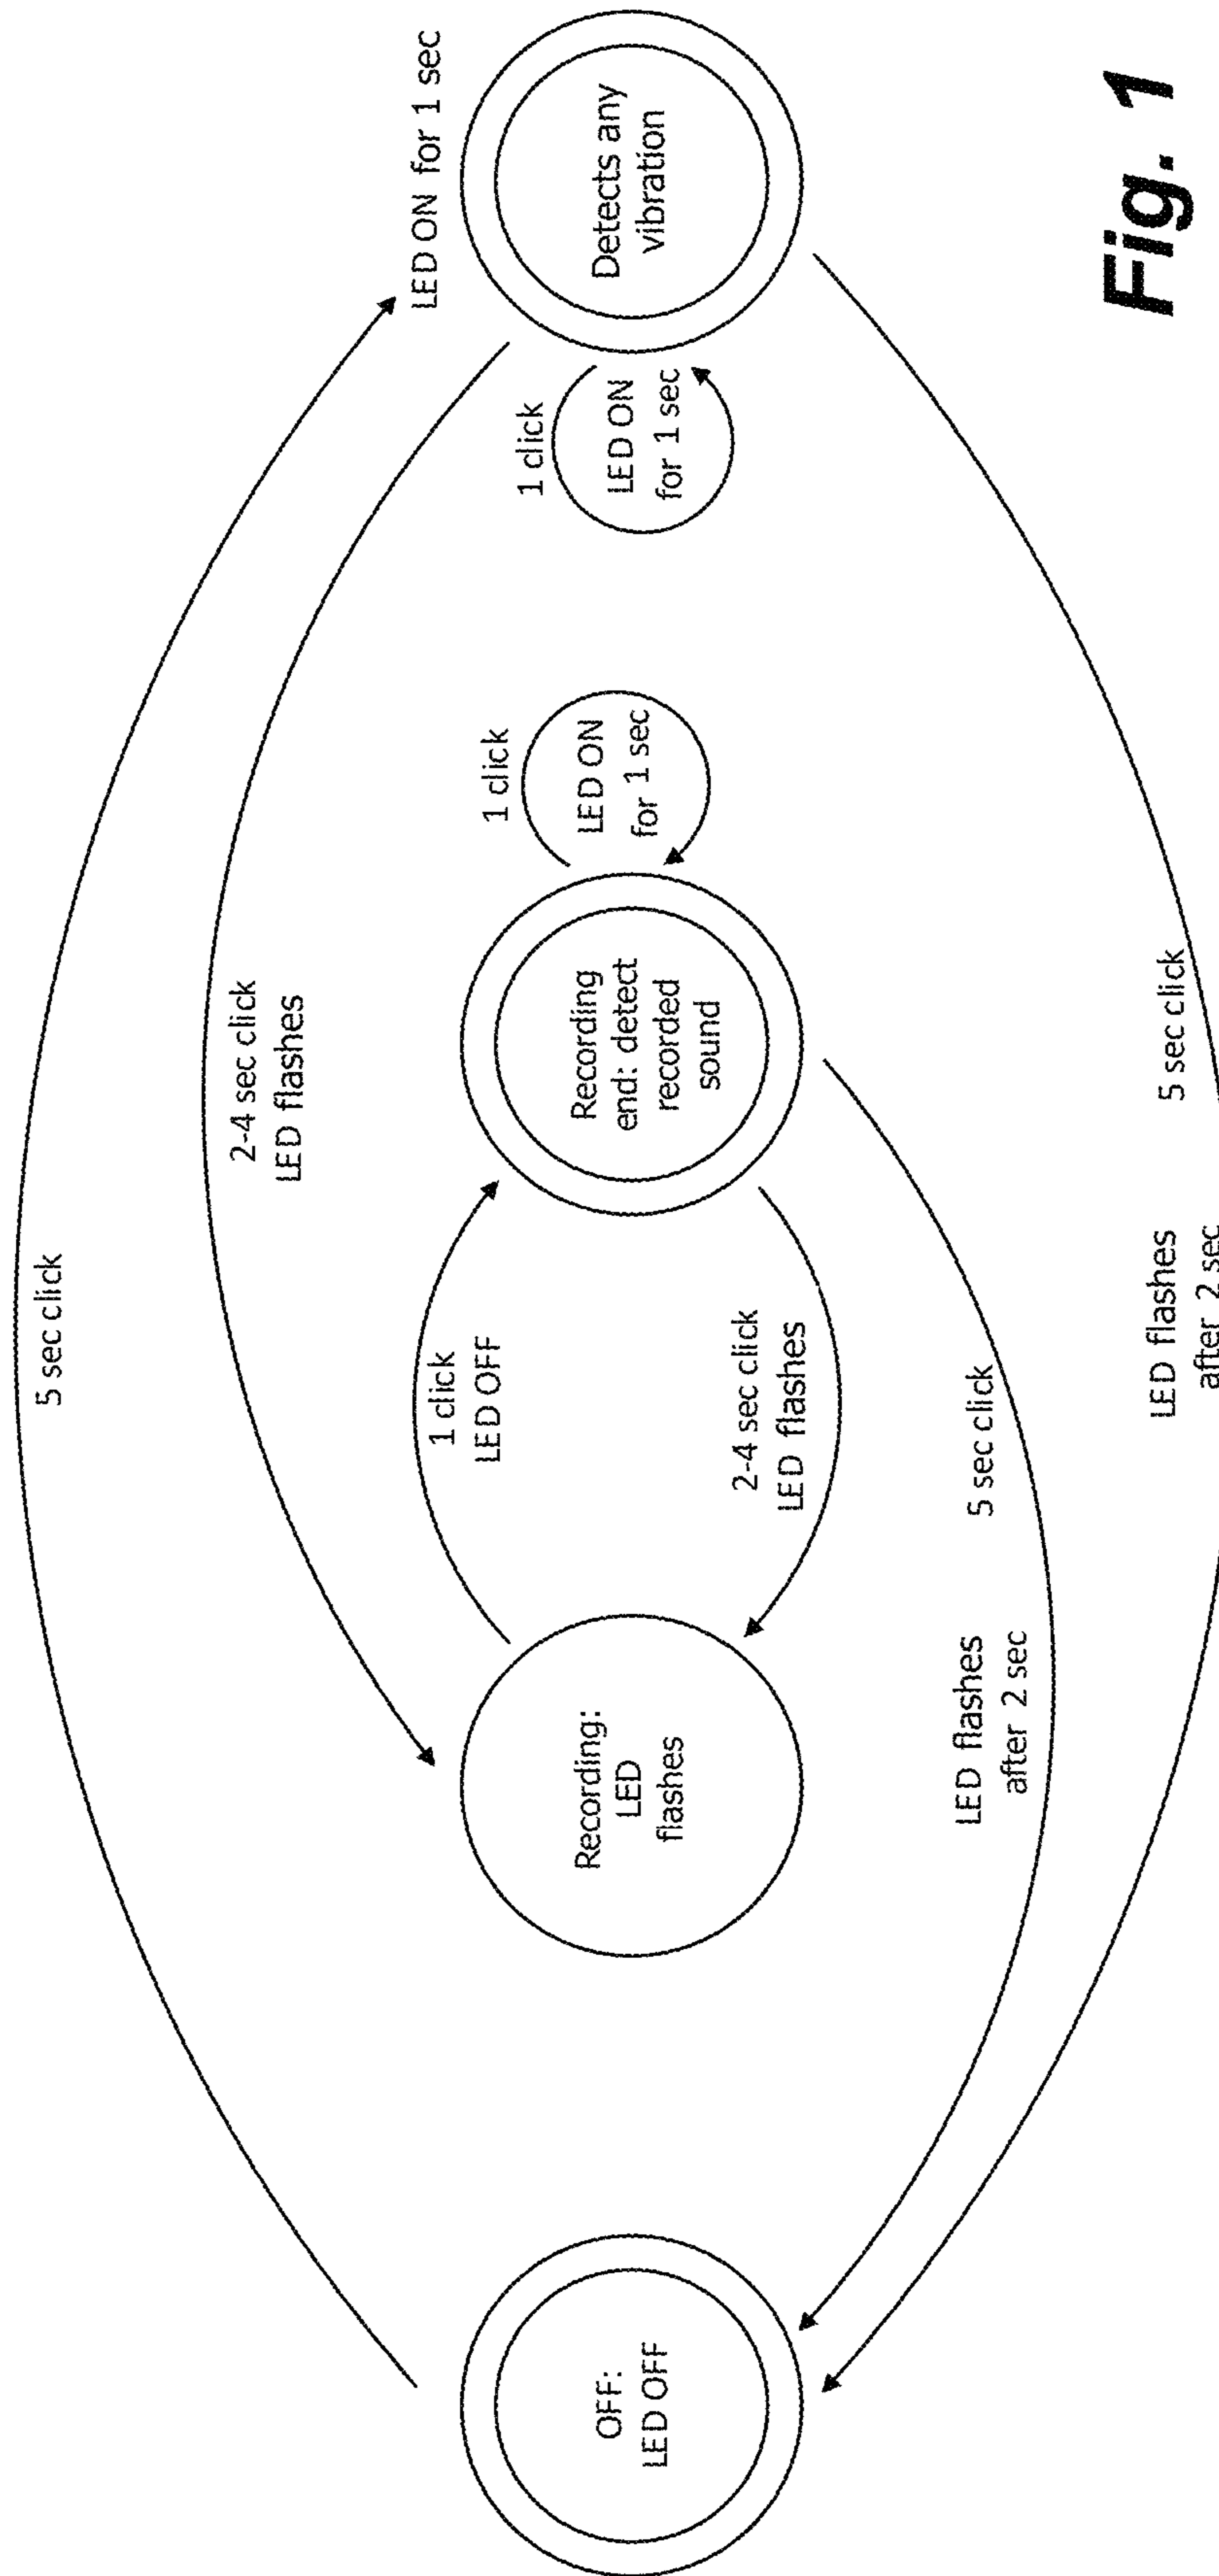 5 sec click
LED ON for 1 sec
2-4 sec click
LED flashes
1 click
LED OFF
1 click
LED ON
for 1 sec
1 click
LED ON
for 1 sec
OFF:
LED OFF
Recording:
LED
flashes
Recording
end: detect
recorded
sound
Detects any
vibration
2-4 sec click
LED flashes
LED flashes
after 2 sec
5 sec click
LED flashes
after 2 sec
5 sec click
Fig. 1